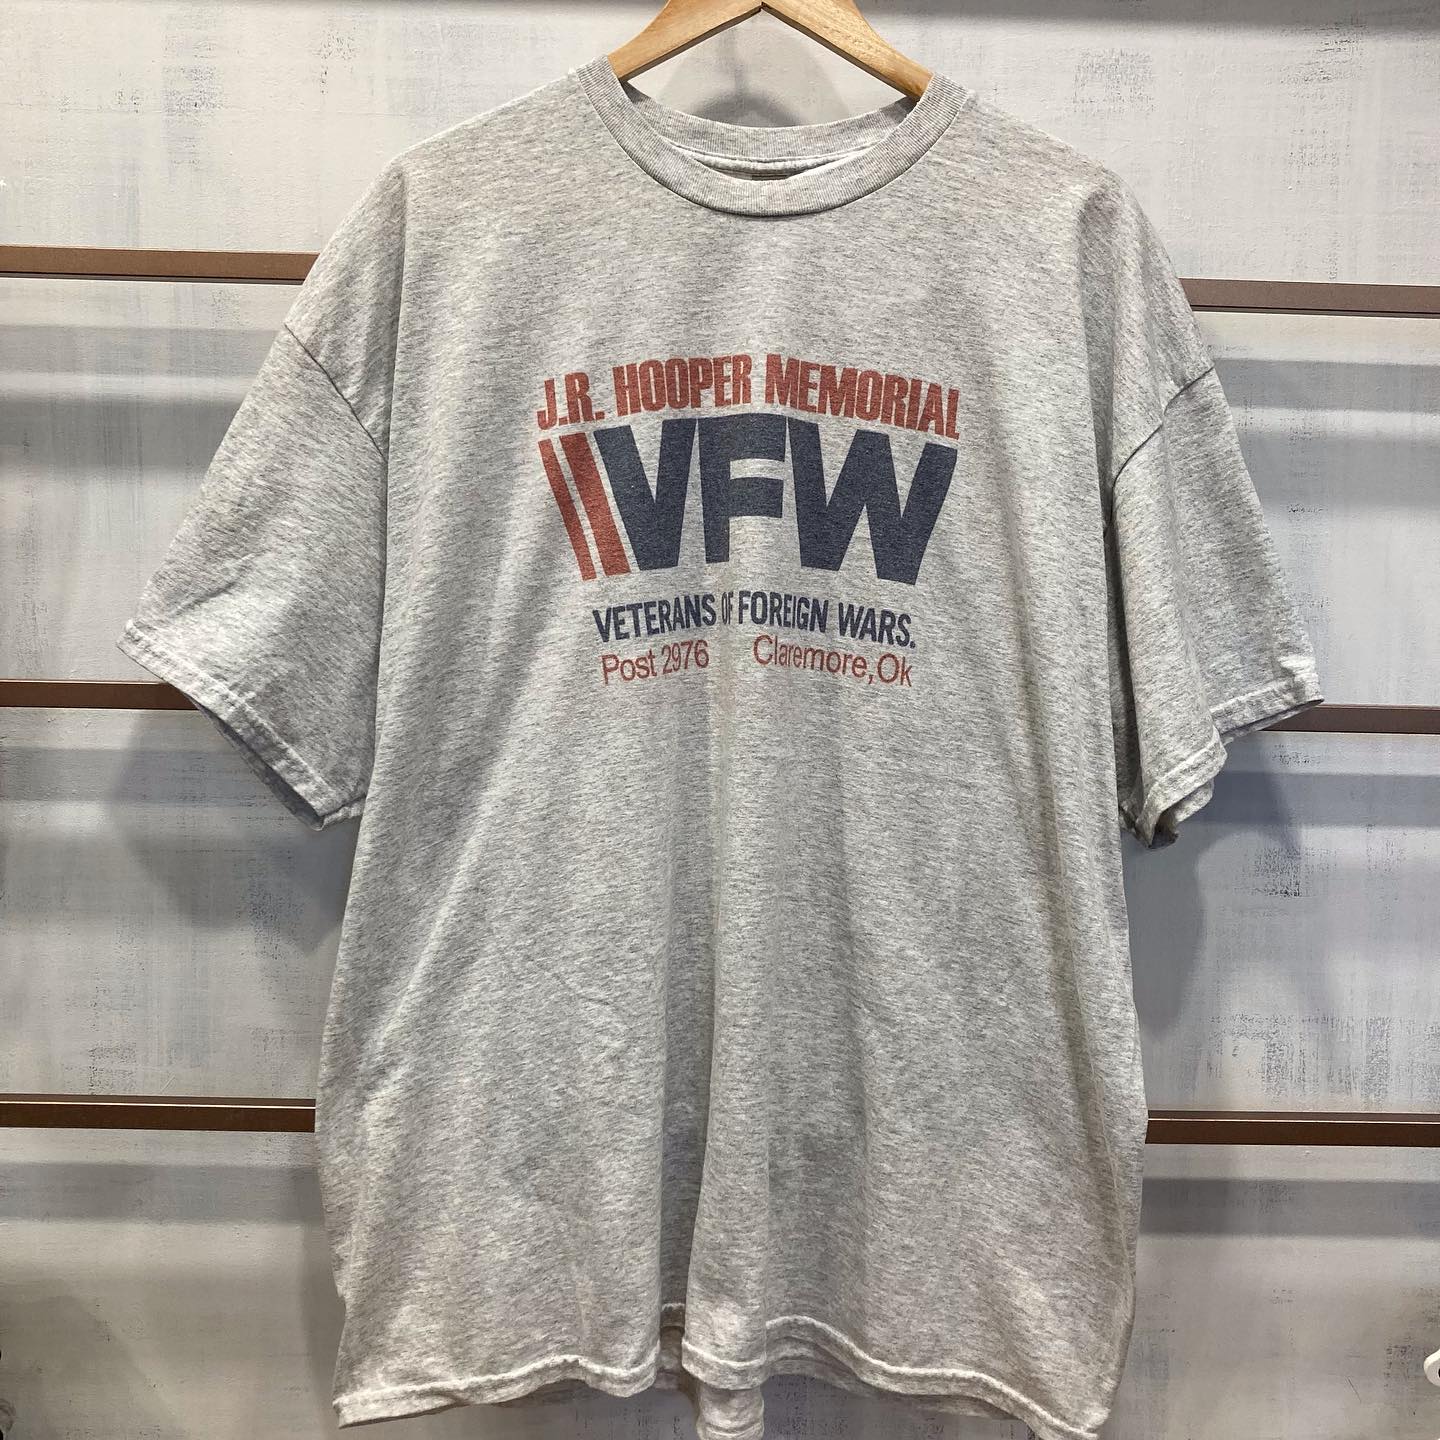 J.R. HOOPER MEMORIAL
VFW
VETERANS OF FOREIGN WARS.
Post 2976 Claremore,Ok